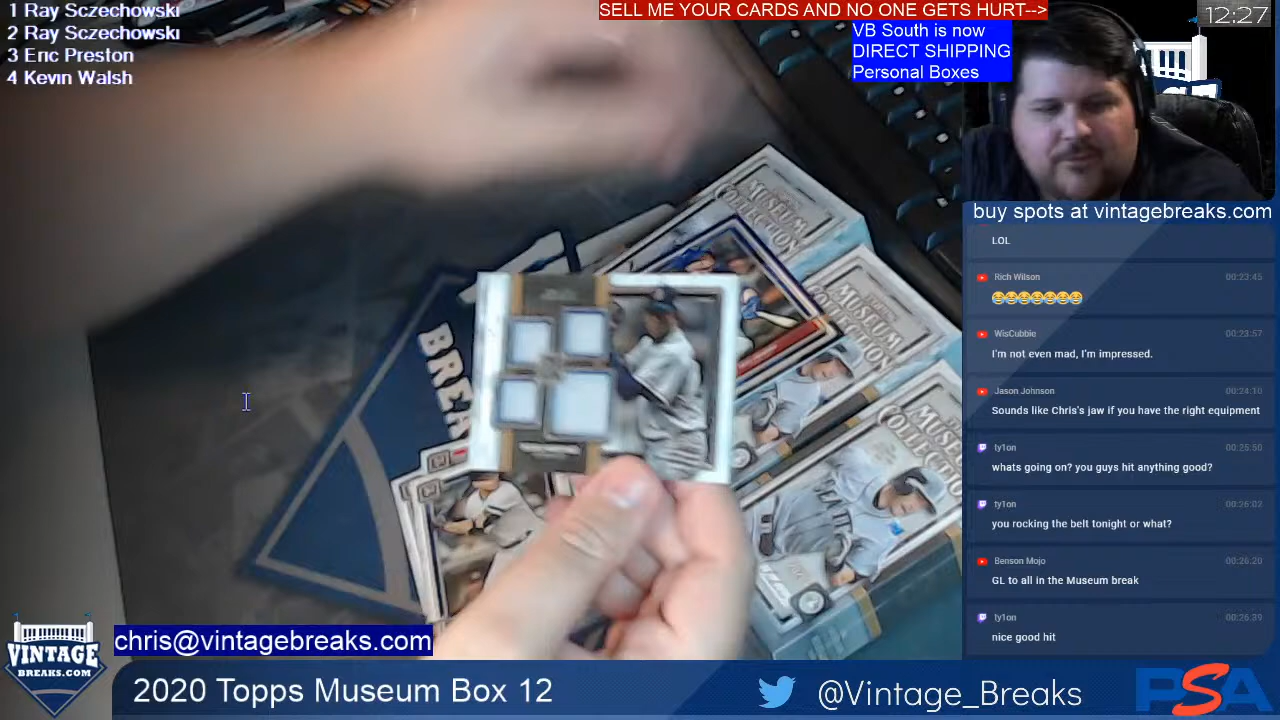 1 Ray Sczechowski
2 Ray Sczechowski
3 Eric Preston
4 Kevin Walsh
SELL ME YOUR CARDS AND NO ONE GETS HURT-->
VB South is now
DIRECT SHIPPING
Personal Boxes
12:27
buy spots at vintagebreaks.com
LOL
Rich Wilson 00:23:45
WisCubbie 00:23:57
I'm not even mad, I'm impressed.
Jason Johnson 00:24:10
Sounds like Chris's jaw if you have the right equipment
ty1on 00:25:50
whats going on? you guys hit anything good?
ty1on 00:26:02
you rocking the belt tonight or what?
Benson Mojo 00:26:20
GL to all in the Museum break
ty1on 00:26:39
nice good hit
MUSEUM
COLLECTION
MUSEUM
COLLECTION
MUSEUM
COLLECTION
BREA
chris@vintagebreaks.com
VINTAGE
BREAKS.COM
2020 Topps Museum Box 12
@Vintage_Breaks
PSA